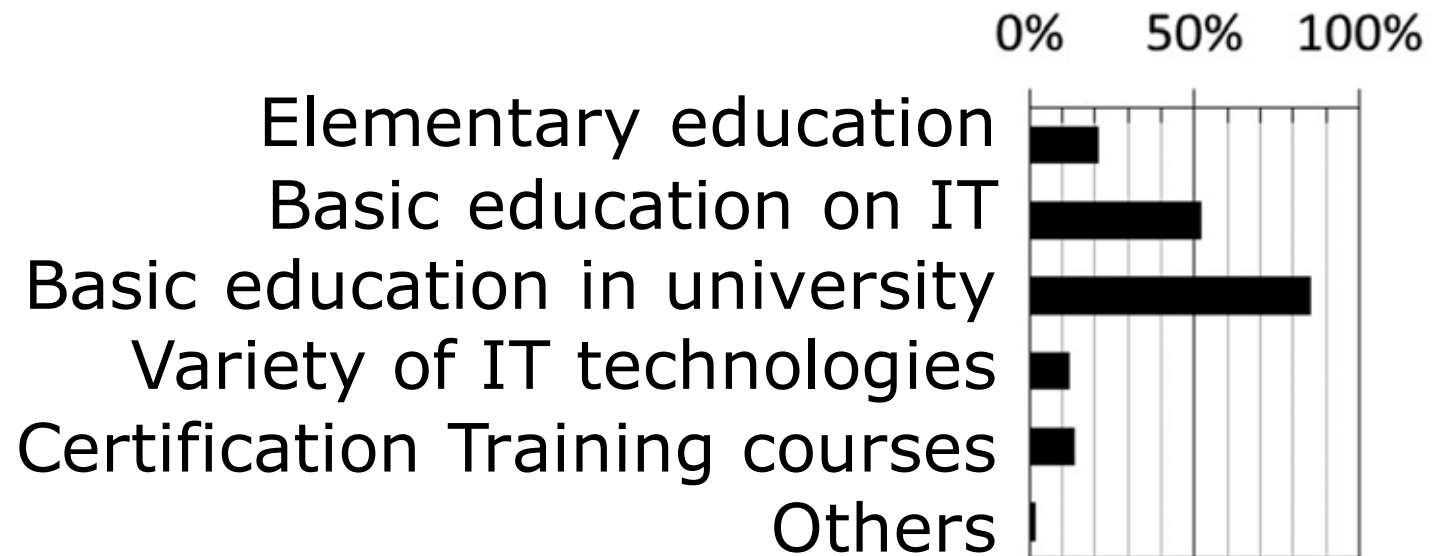 0% 50% 100%
Elementary education
Basic education on IT
Basic education in university
Variety of IT technologies
Certification Training courses
Others